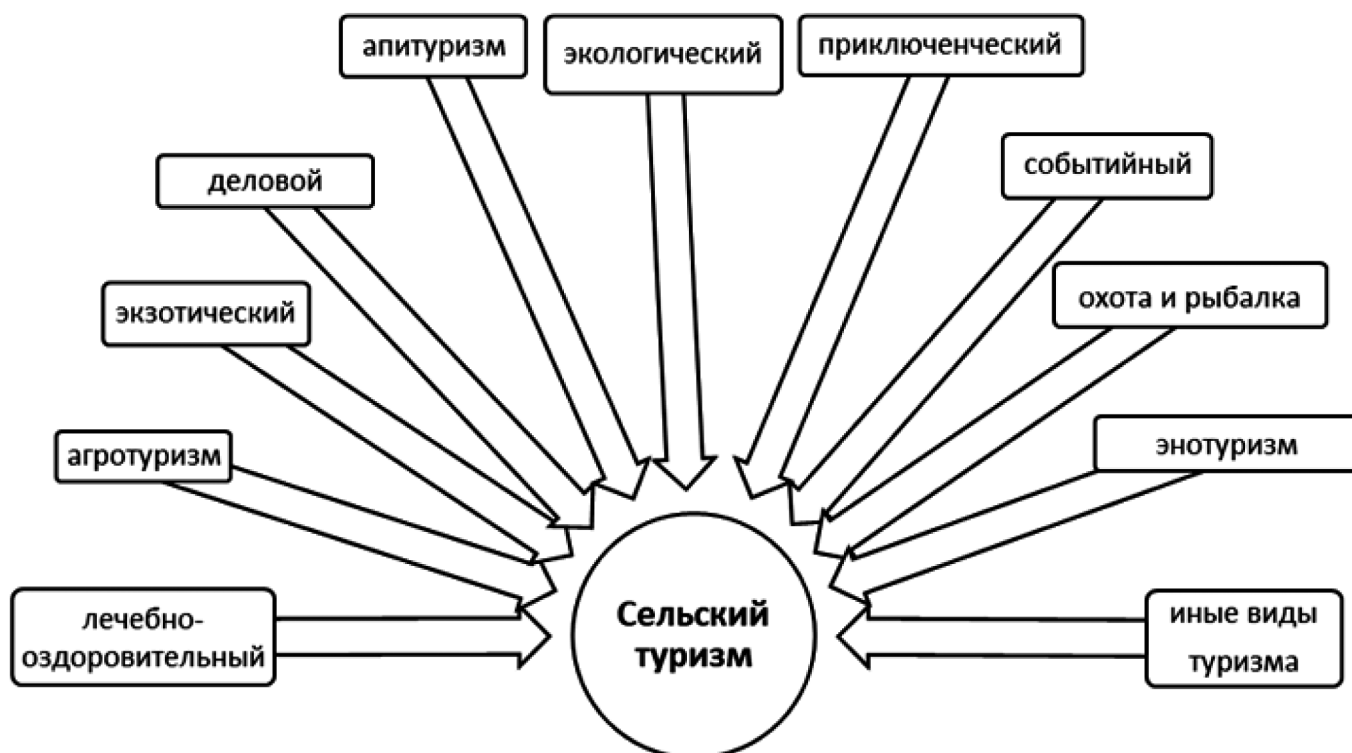 апитуризм
экологический
приключенческий
деловой
событийный
экзотический
охота и рыбалка
агротуризм
энотуризм
лечебно-
оздоровительный
Сельский
туризм
иные виды
туризма